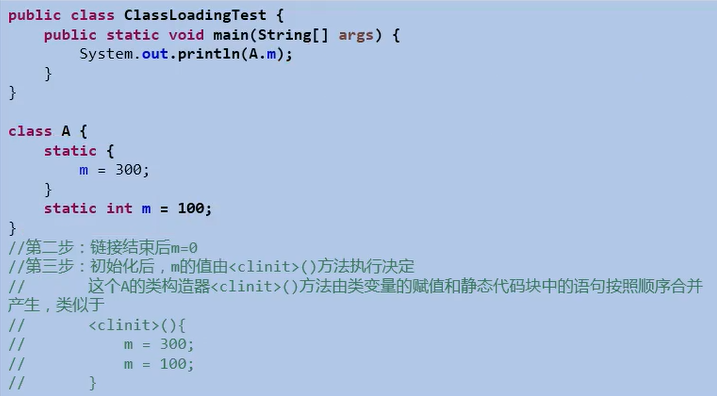 public class ClassLoadingTest {
    public static void main(String[] args) {
        System.out.println(A.m);
    }
}

class A {
    static {
        m = 300;
    }
    static int m = 100;
}
//第二步：链接结束后m=0
//第三步：初始化后，m的值由<clinit>()方法执行决定
//      这个A的类构造器<clinit>()方法由类变量的赋值和静态代码块中的语句按照顺序合并
产生，类似于
//      <clinit>(){
//          m = 300;
//          m = 100;
//      }